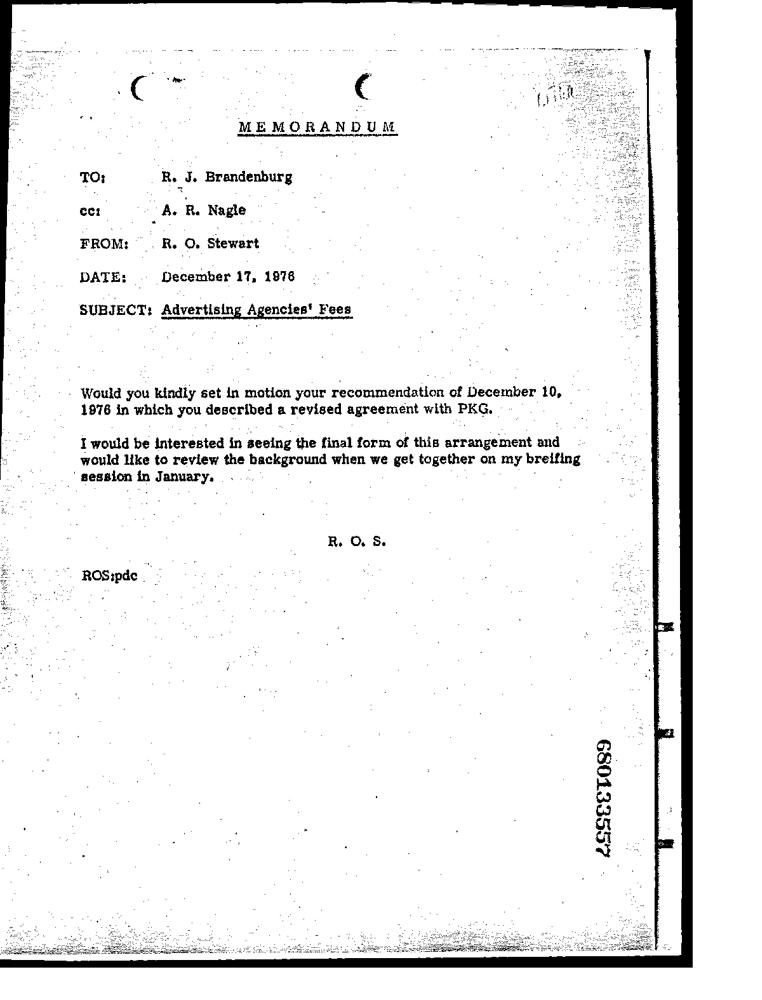 MEMORANDUM
TO: R. J. Brandenburg
cc: A. R. Nagle
FROM: R. O. Stewart
DATE: December 17, 1976
SUBJECT: Advertising Agencies' Fees
Would you kindly set in motion your recommendation of December 10,
1976 in which you described a revised agreement with PKG.
I would be interested in seeing the final form of this arrangement and
would like to review the background when we get together on my breifing
session in January.
R. O. S.
ROS:pdc
680133557